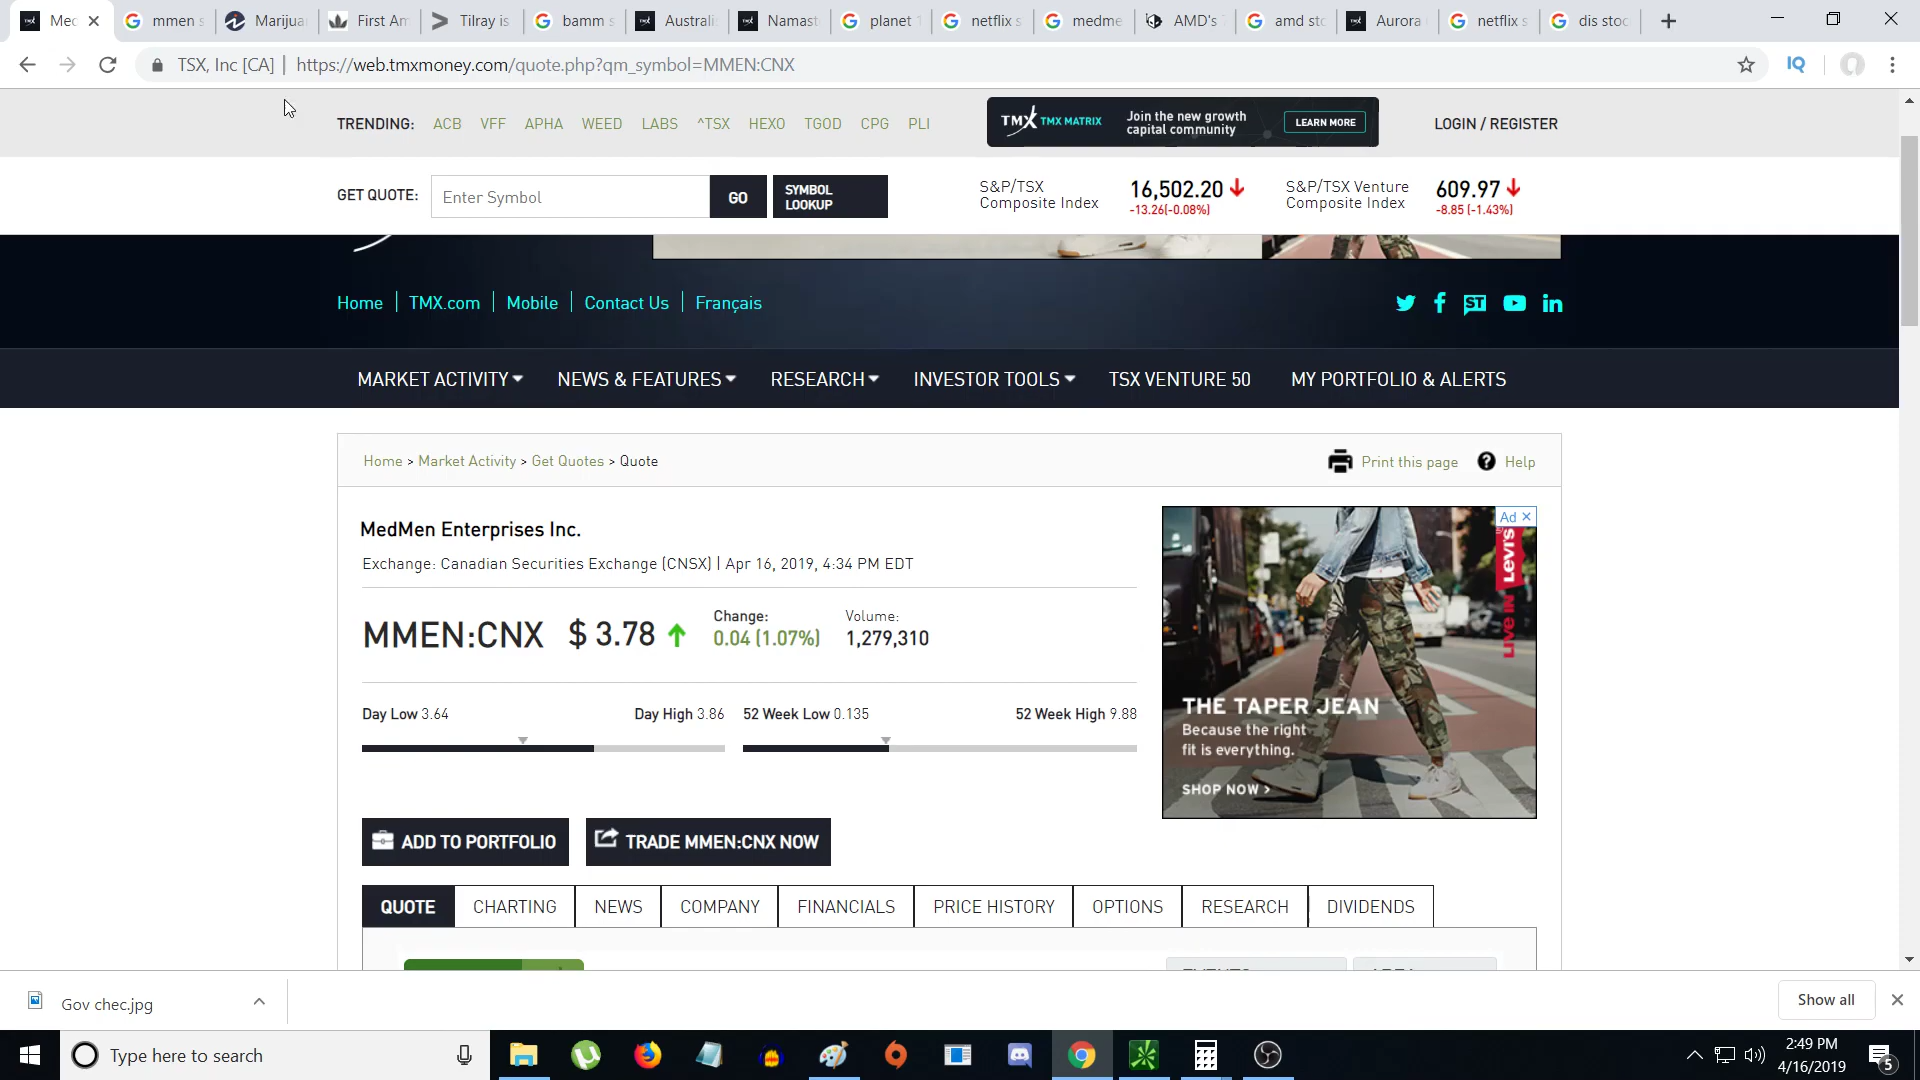 Med
mmen s
Marijuan
First Am
Tilray is
bamm s
Australi
Namast
planet 1
netflix s
medme
AMD's 7
amd sto
Aurora
netflix s
dis stoc
TSX, Inc [CA] | https://web.tmxmoney.com/quote.php?qm_symbol=MMEN:CNX
IQ
TRENDING: ACB VFF APHA WEED LABS ^TSX HEXO TGOD CPG PLI
TMX TMX MATRIX
Join the new growth
capital community
LEARN MORE
LOGIN / REGISTER
GET QUOTE:
Enter Symbol
GO
SYMBOL
LOOKUP
S&P/TSX
Composite Index
16,502.20
-13.26(-0.08%)
S&P/TSX Venture
Composite Index
609.97
-8.85 (-1.43%)
Home | TMX.com | Mobile | Contact Us | Français
ST
MARKET ACTIVITY NEWS & FEATURES RESEARCH INVESTOR TOOLS TSX VENTURE 50 MY PORTFOLIO & ALERTS
Home > Market Activity > Get Quotes > Quote
Print this page
? Help
MedMen Enterprises Inc.
Exchange: Canadian Securities Exchange (CNSX) | Apr 16, 2019, 4:34 PM EDT
MMEN:CNX $ 3.78
Change:
0.04 (1.07%)
Volume:
1,279,310
Day Low 3.64
Day High 3.86
52 Week Low 0.135
52 Week High 9.88
Ad
Levi's
LIVE IN
THE TAPER JEAN
Because the right
fit is everything.
SHOP NOW >
ADD TO PORTFOLIO
TRADE MMEN:CNX NOW
QUOTE CHARTING NEWS COMPANY FINANCIALS PRICE HISTORY OPTIONS RESEARCH DIVIDENDS
Gov chec.jpg
Show all
Type here to search
2:49 PM
4/16/2019
5